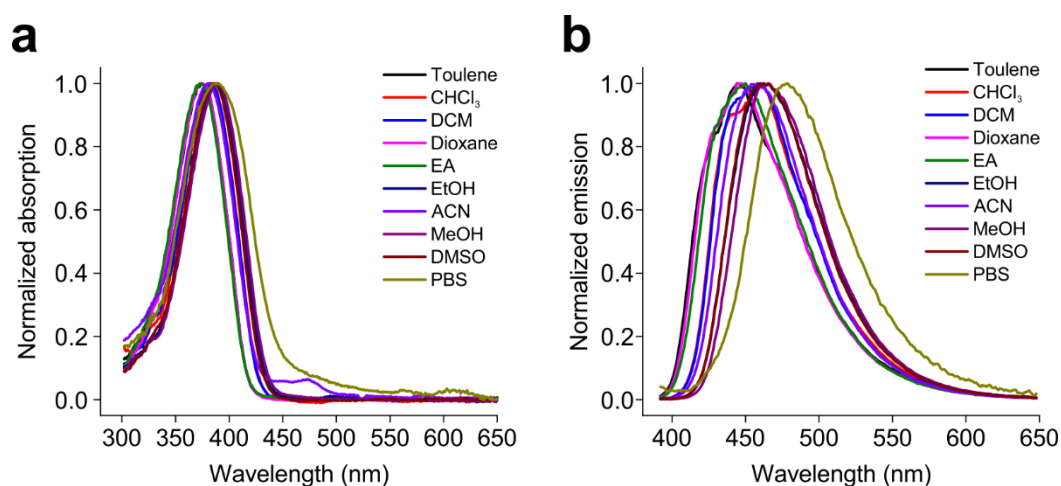 a
Normalized absorption
1.0
0.8
0.6
0.4
0.2
0.0
300 350 400 450 500 550 600 650
Wavelength (nm)
Toulene
CHCl₃
DCM
Dioxane
EA
EtOH
ACN
MeOH
DMSO
PBS
b
Normalized emission
1.0
0.8
0.6
0.4
0.2
0.0
400 450 500 550 600 650
Wavelength (nm)
Toulene
CHCl₃
DCM
Dioxane
EA
EtOH
ACN
MeOH
DMSO
PBS